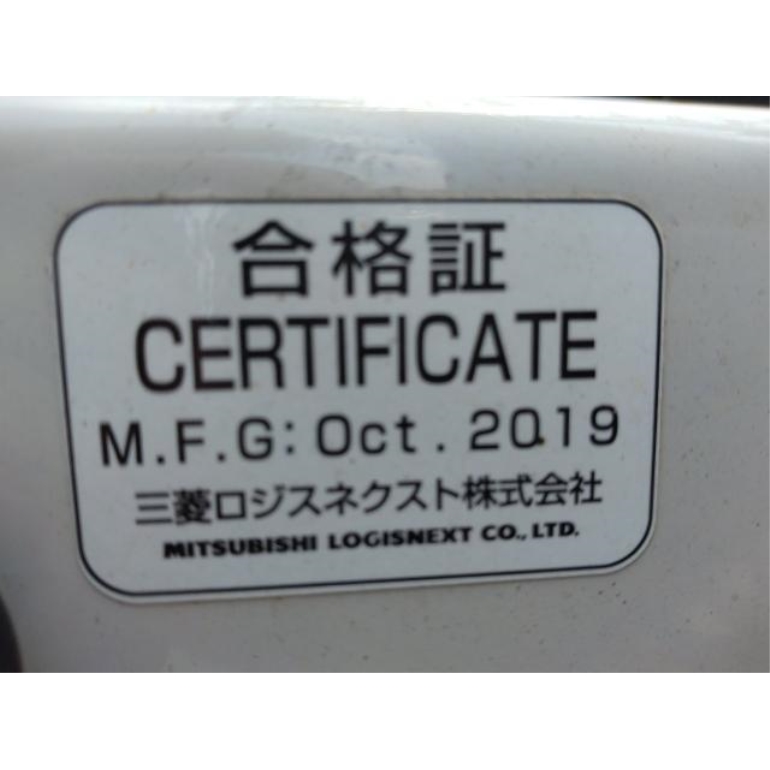 合格証
CERTIFICATE
M.F.G: Oct. 2019
三菱ロジスネクスト株式会社
MITSUBISHI LOGISNEXT CO., LTD.